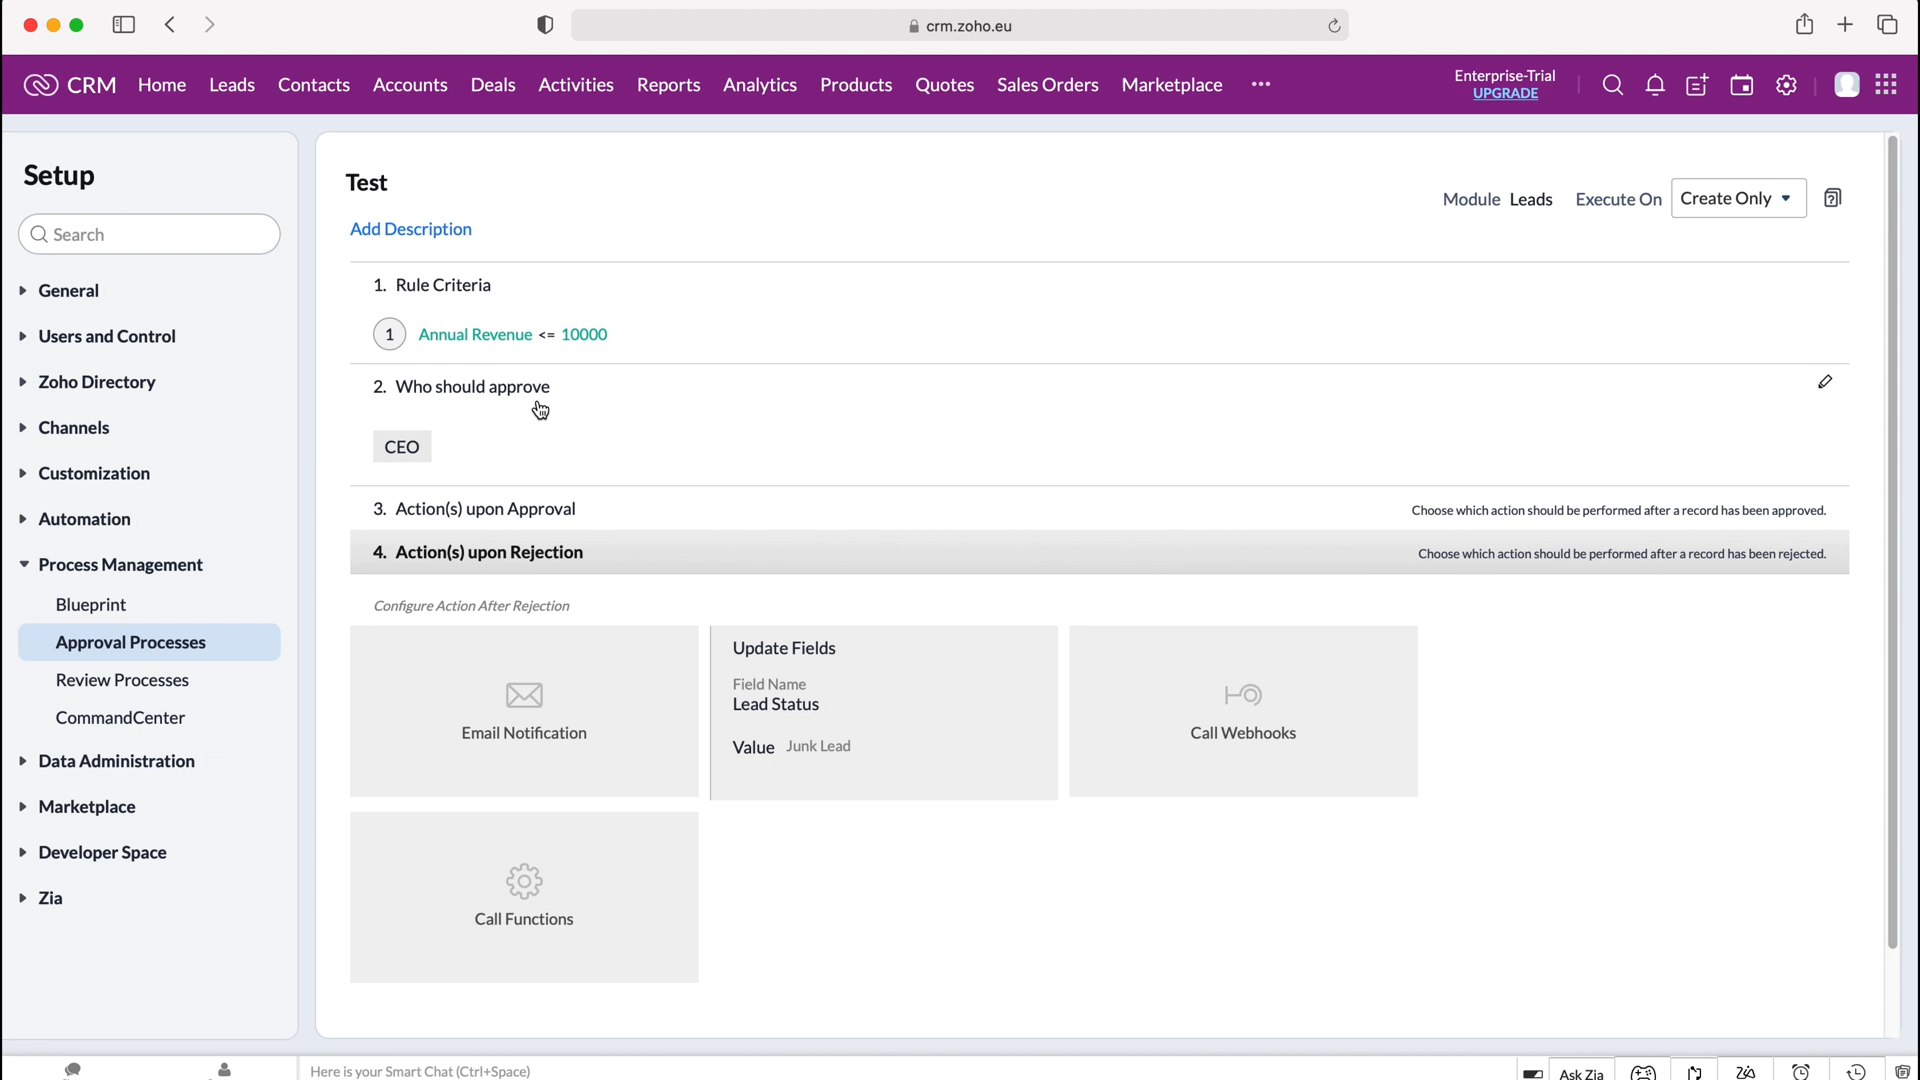 crm.zoho.eu
CRM Home Leads Contacts Accounts Deals Activities Reports Analytics Products Quotes Sales Orders Marketplace ••• Enterprise-Trial
UPGRADE
Setup
Search
General
Users and Control
Zoho Directory
Channels
Customization
Automation
Process Management
Blueprint
Approval Processes
Review Processes
CommandCenter
Data Administration
Marketplace
Developer Space
Zia
Test
Module Leads Execute On Create Only
Add Description
1. Rule Criteria
1 Annual Revenue <= 10000
2. Who should approve
CEO
3. Action(s) upon Approval Choose which action should be performed after a record has been approved.
4. Action(s) upon Rejection Choose which action should be performed after a record has been rejected.
Configure Action After Rejection
Email Notification
Update Fields
Field Name
Lead Status
Value Junk Lead
Call Webhooks
Call Functions
Here is your Smart Chat (Ctrl+Space)
Ask Zia